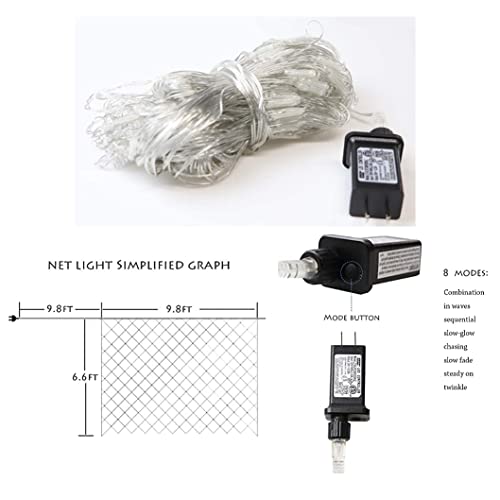 NET LIGHT SIMPLIFIED GRAPH
9.8FT
9.8FT
6.6FT
MODE BUTTON
8 MODES:
Combination
in waves
sequential
slow-glow
chasing
slow fade
steady on
twinkle